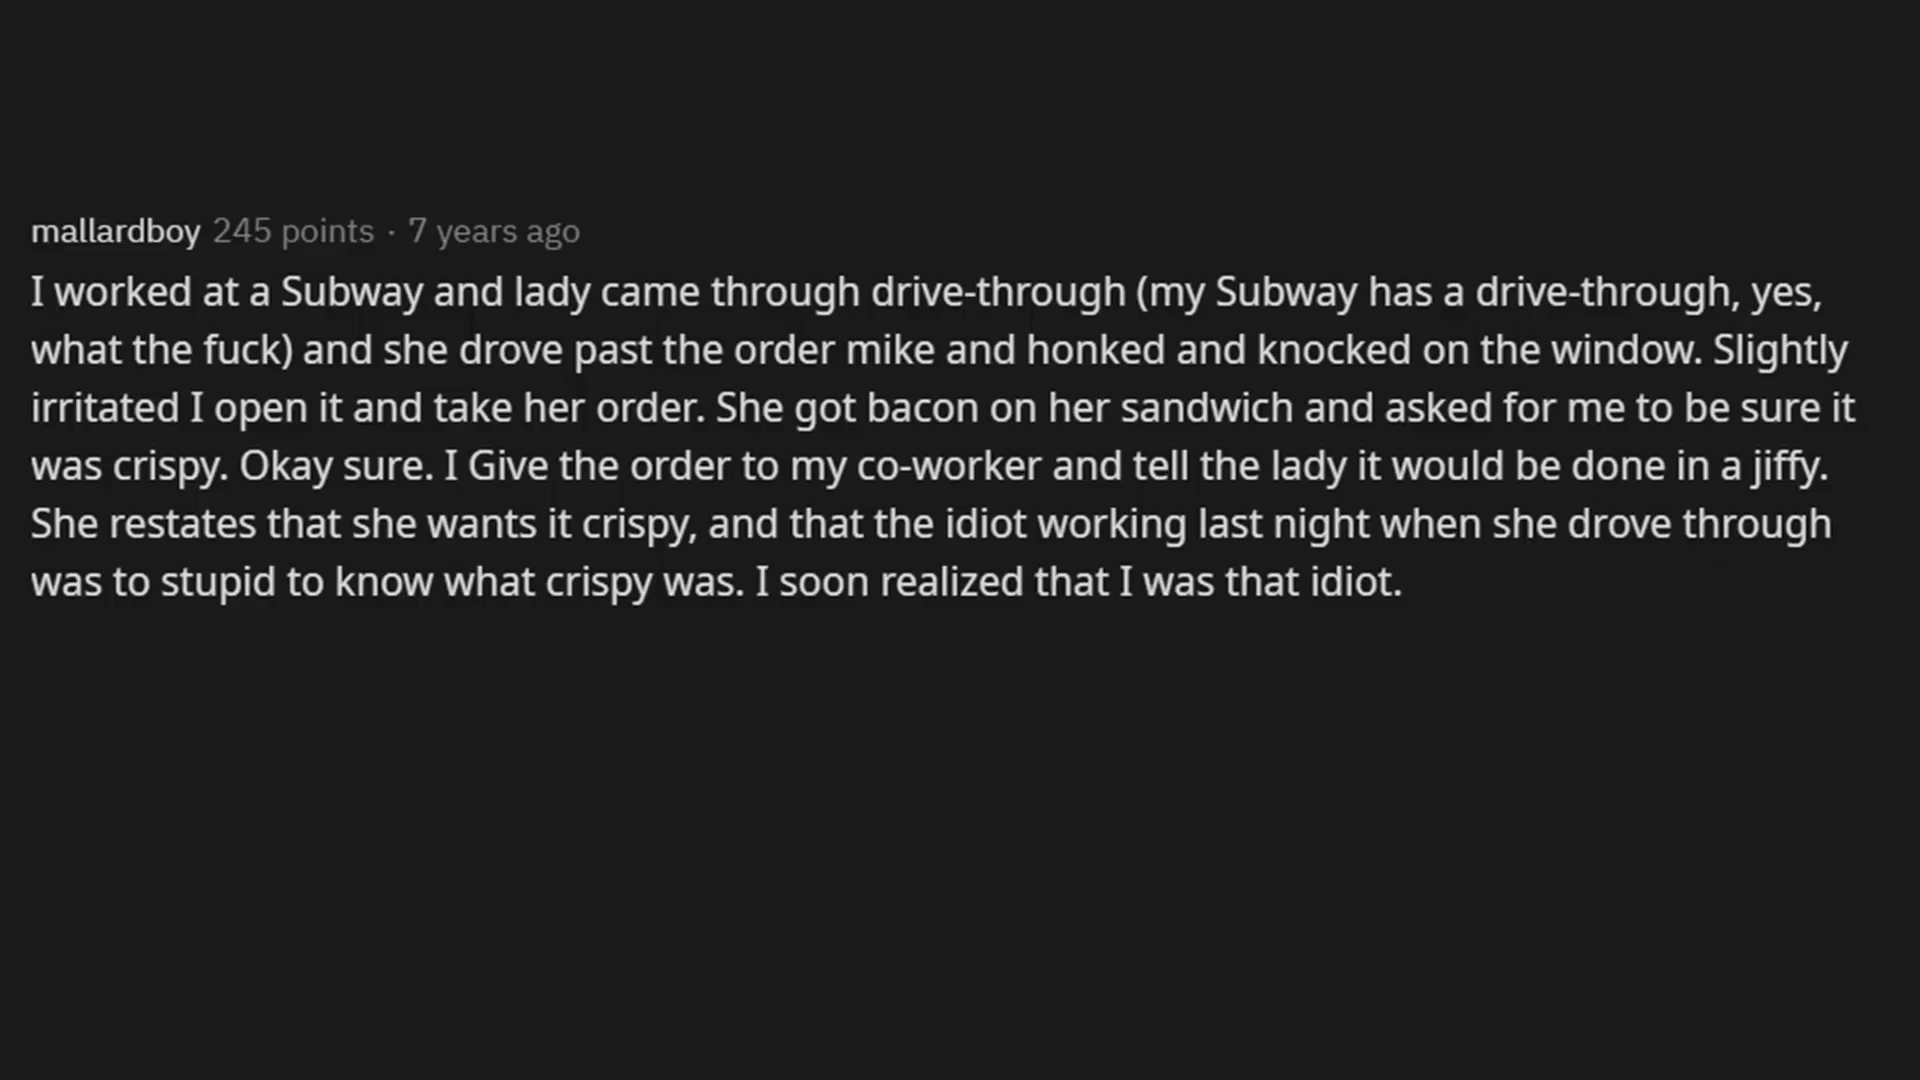 mallardboy 245 points · 7 years ago
I worked at a Subway and lady came through drive-through (my Subway has a drive-through, yes,
what the fuck) and she drove past the order mike and honked and knocked on the window. Slightly
irritated I open it and take her order. She got bacon on her sandwich and asked for me to be sure it
was crispy. Okay sure. I Give the order to my co-worker and tell the lady it would be done in a jiffy.
She restates that she wants it crispy, and that the idiot working last night when she drove through
was to stupid to know what crispy was. I soon realized that I was that idiot.